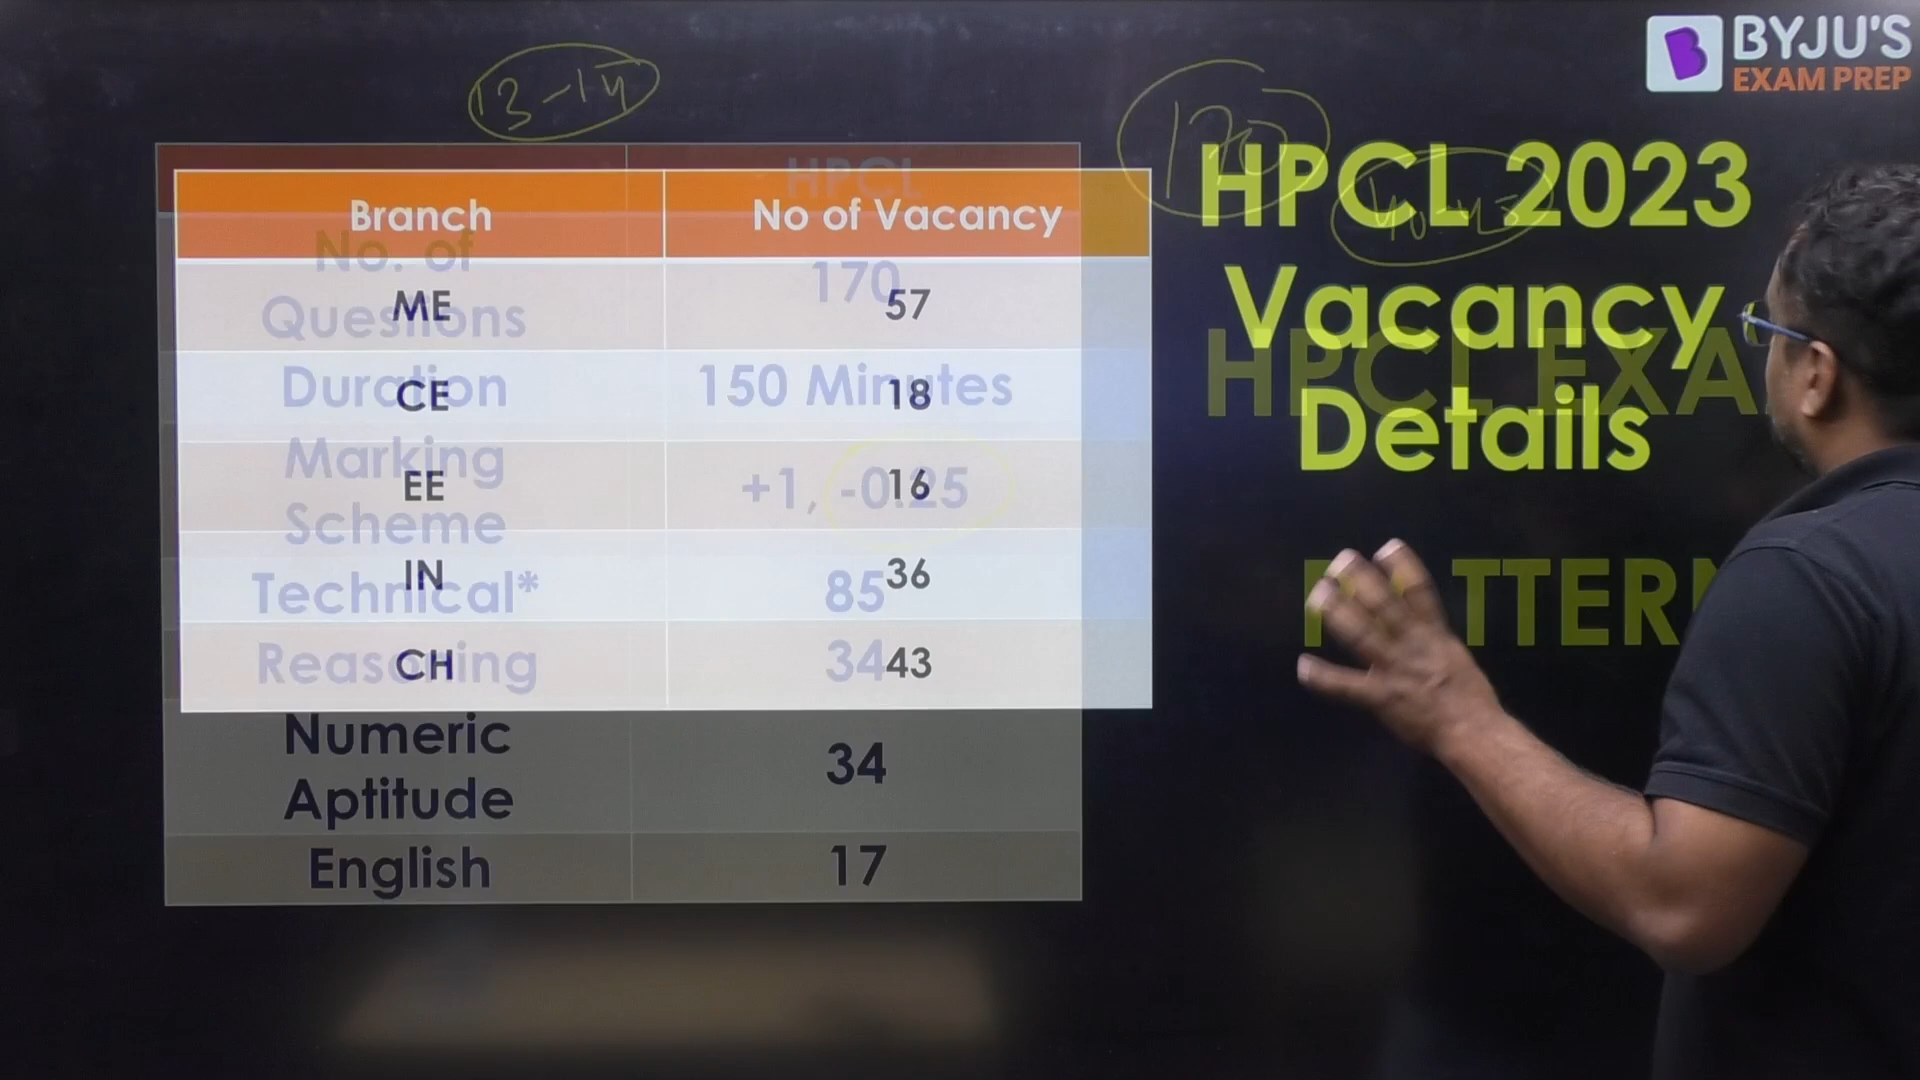 BYJU'S
EXAM PREP
13-14
170
HPCL 2023
Vacancy
Details
Branch No of Vacancy
ME 57
CE 18
EE 16
IN 36
CH 43
HPCL
No. of
Questions 170
Duration 150 Minutes
Marking
Scheme +1, -0.25
Technical* 85
Reasoning 34
Numeric
Aptitude 34
English 17
HPCL EXA
TTERN